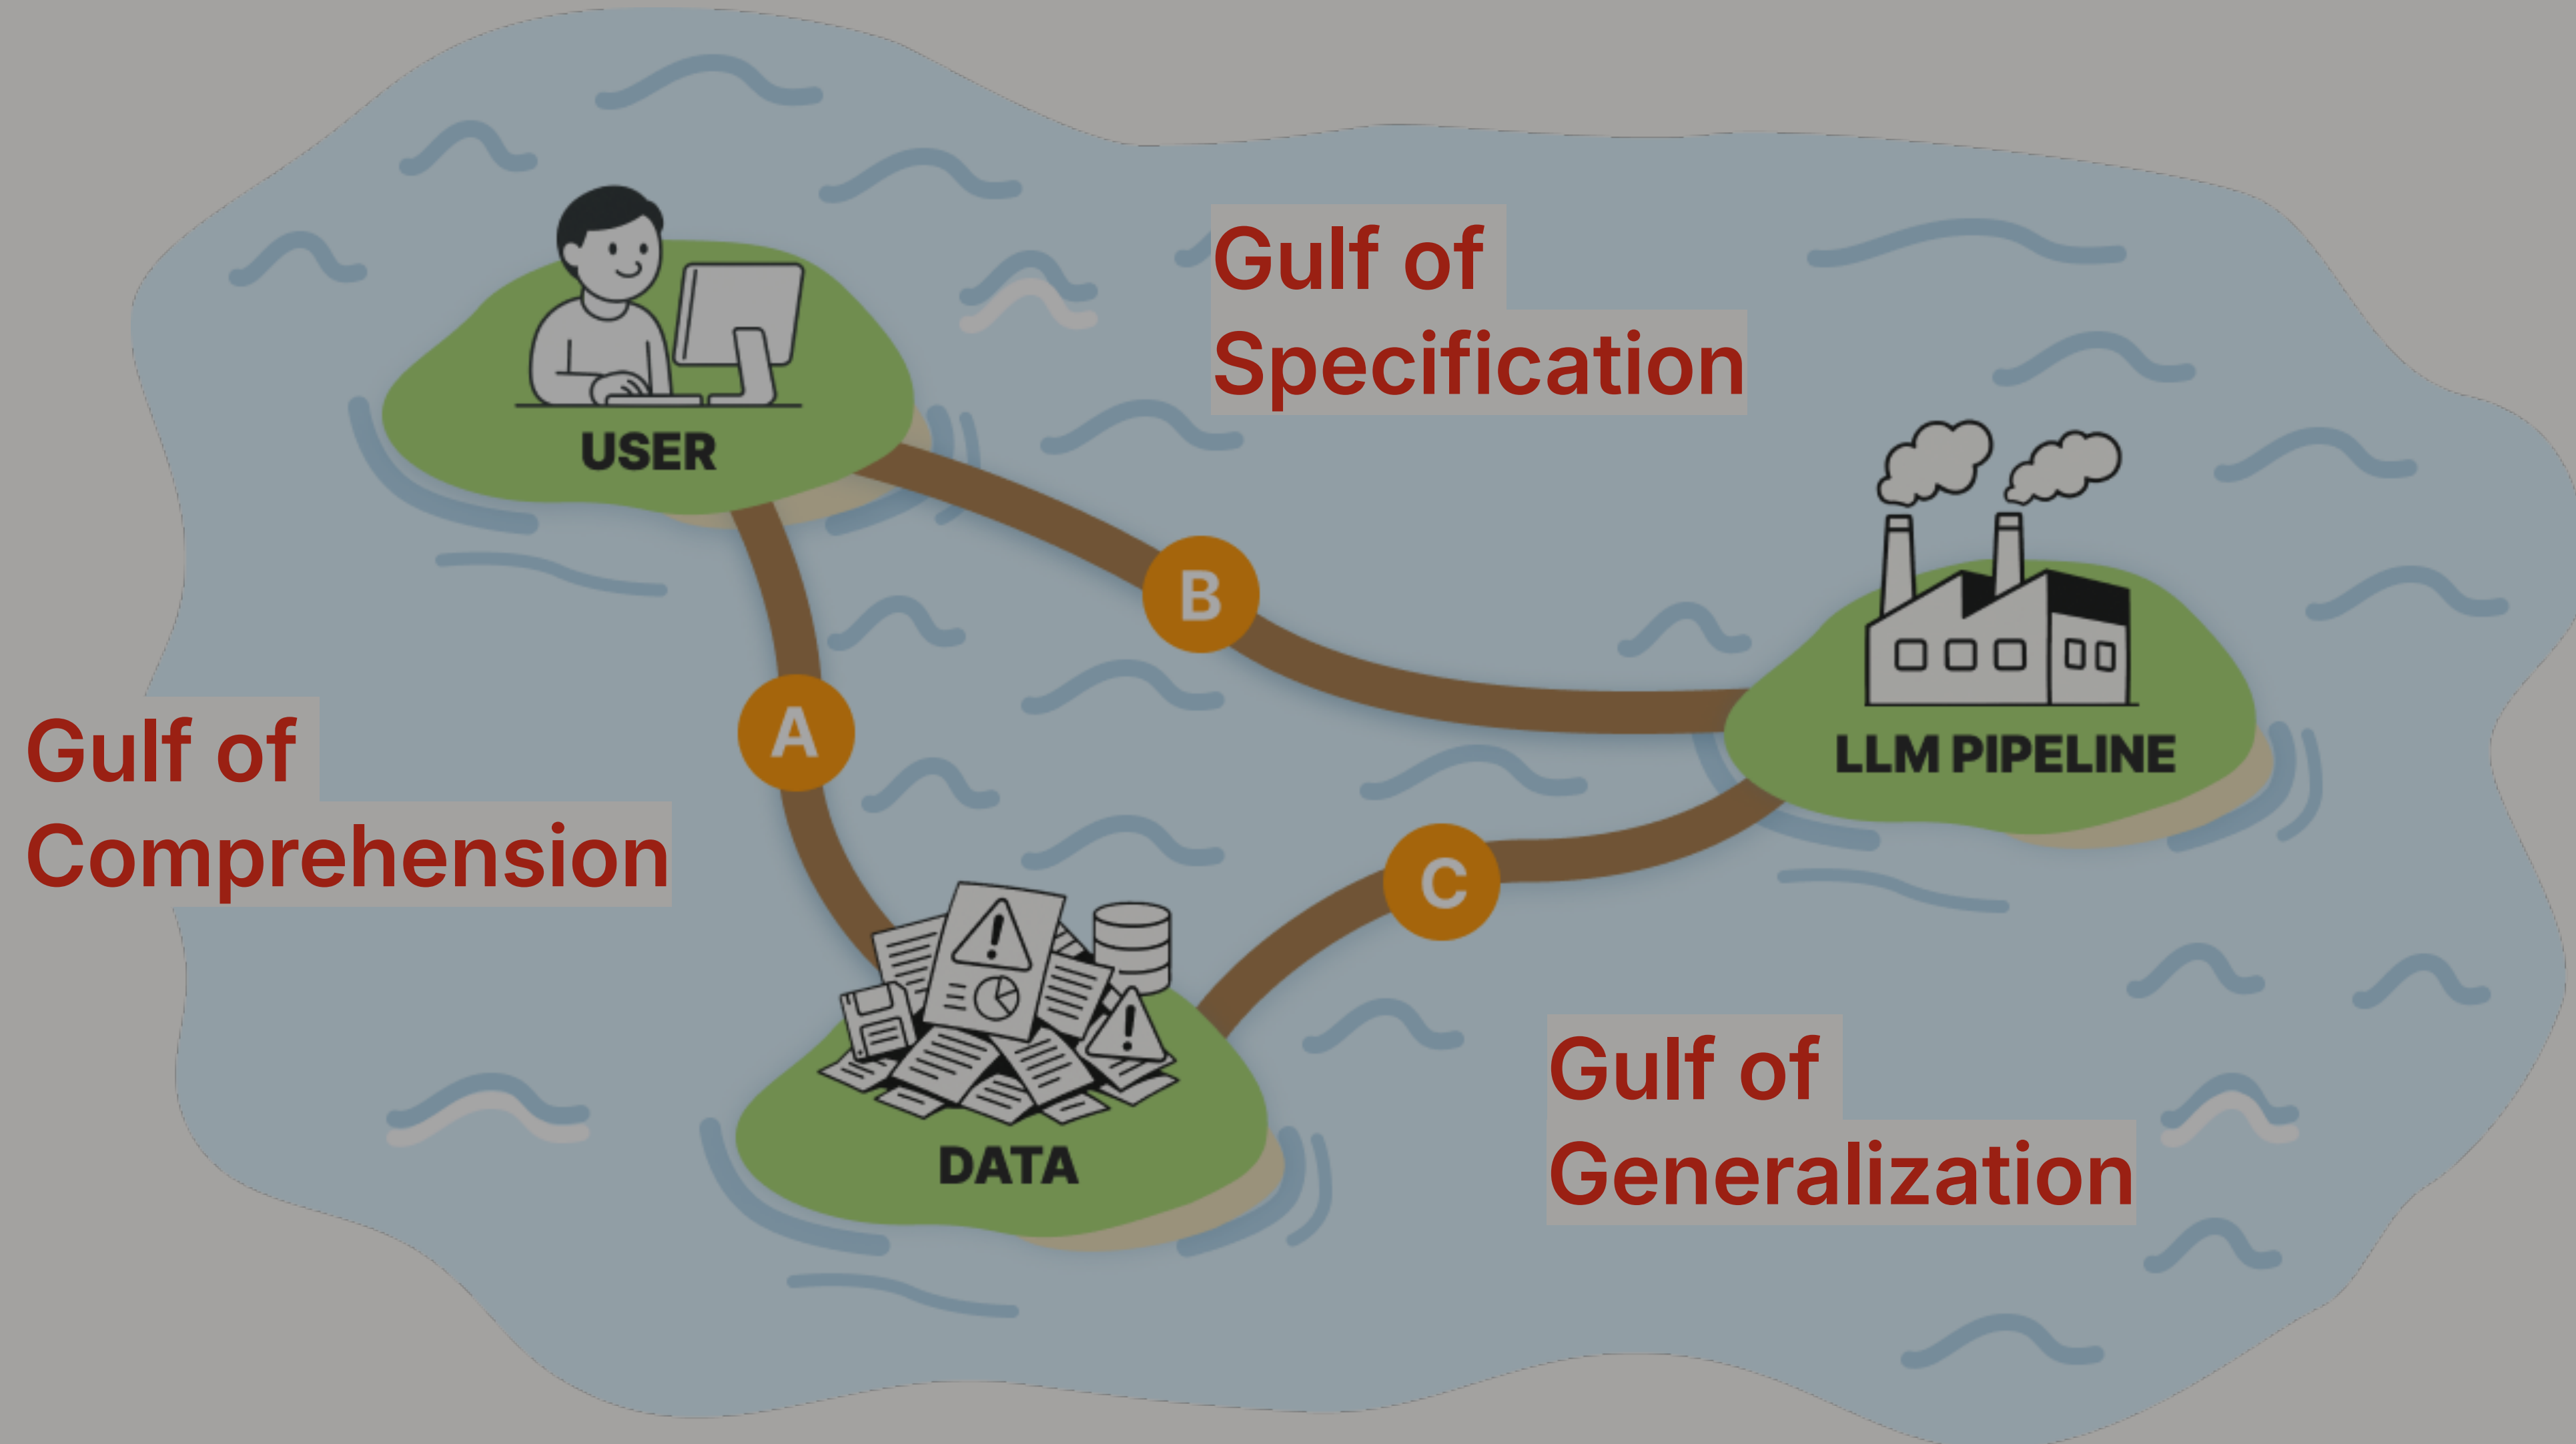 Gulf of
Specification
USER
B
LLM PIPELINE
Gulf of
Comprehension
A
C
DATA
Gulf of
Generalization